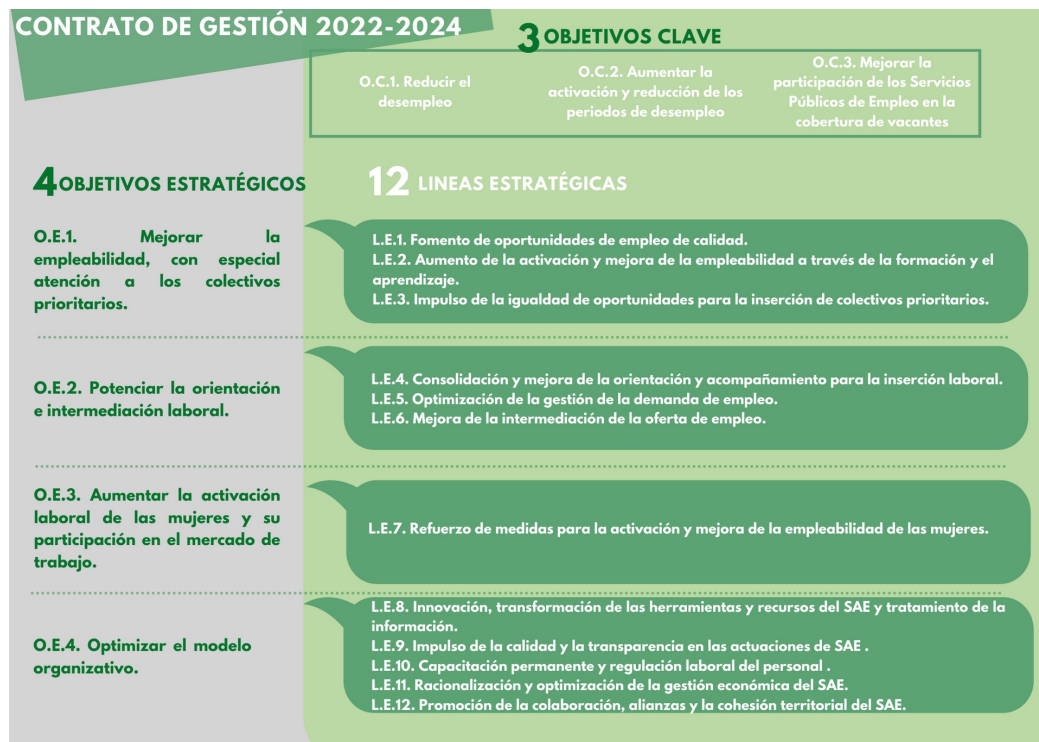 CONTRATO DE GESTIÓN 2022-2024
3 OBJETIVOS CLAVE
O.C.1. Reducir el
desempleo
O.C.2. Aumentar la
activación y reducción de los
periodos de desempleo
O.C.3. Mejorar la
participación de los Servicios
Públicos de Empleo en la
cobertura de vacantes
4 OBJETIVOS ESTRATÉGICOS
12 LINEAS ESTRATÉGICAS
O.E.1. Mejorar la
empleabilidad, con especial
atención a los colectivos
prioritarios.
L.E.1. Fomento de oportunidades de empleo de calidad.
L.E.2. Aumento de la activación y mejora de la empleabilidad a través de la formación y el
aprendizaje.
L.E.3. Impulso de la igualdad de oportunidades para la inserción de colectivos prioritarios.
O.E.2. Potenciar la orientación
e intermediación laboral.
L.E.4. Consolidación y mejora de la orientación y acompañamiento para la inserción laboral.
L.E.5. Optimización de la gestión de la demanda de empleo.
L.E.6. Mejora de la intermediación de la oferta de empleo.
O.E.3. Aumentar la activación
laboral de las mujeres y su
participación en el mercado de
trabajo.
L.E.7. Refuerzo de medidas para la activación y mejora de la empleabilidad de las mujeres.
O.E.4. Optimizar el modelo
organizativo.
L.E.8. Innovación, transformación de las herramientas y recursos del SAE y tratamiento de la
información.
L.E.9. Impulso de la calidad y la transparencia en las actuaciones de SAE .
L.E.10. Capacitación permanente y regulación laboral del personal .
L.E.11. Racionalización y optimización de la gestión económica del SAE.
L.E.12. Promoción de la colaboración, alianzas y la cohesión territorial del SAE.